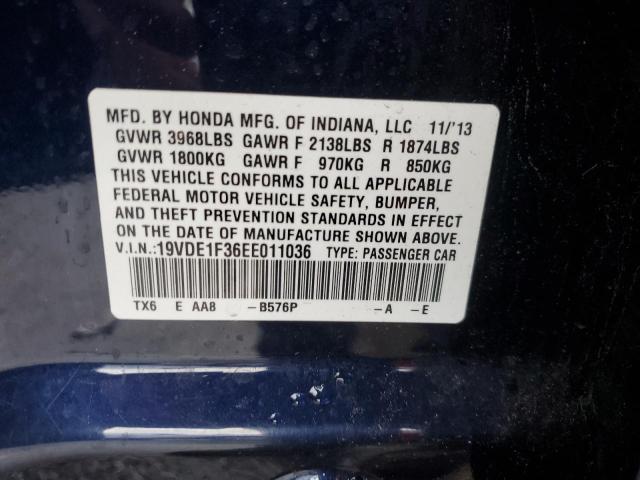 MFD. BY HONDA MFG. OF INDIANA, LLC 11/'13
GVWR 3968LBS GAWR F 2138LBS R 1874LBS
GVWR 1800KG GAWR F 970KG R 850KG
THIS VEHICLE CONFORMS TO ALL APPLICABLE
FEDERAL MOTOR VEHICLE SAFETY, BUMPER,
AND THEFT PREVENTION STANDARDS IN EFFECT
ON THE DATE OF MANUFACTURE SHOWN ABOVE.
V.I.N.:19VDE1F36EE011036 TYPE: PASSENGER CAR
TX6 E AAB -B576P -A -E